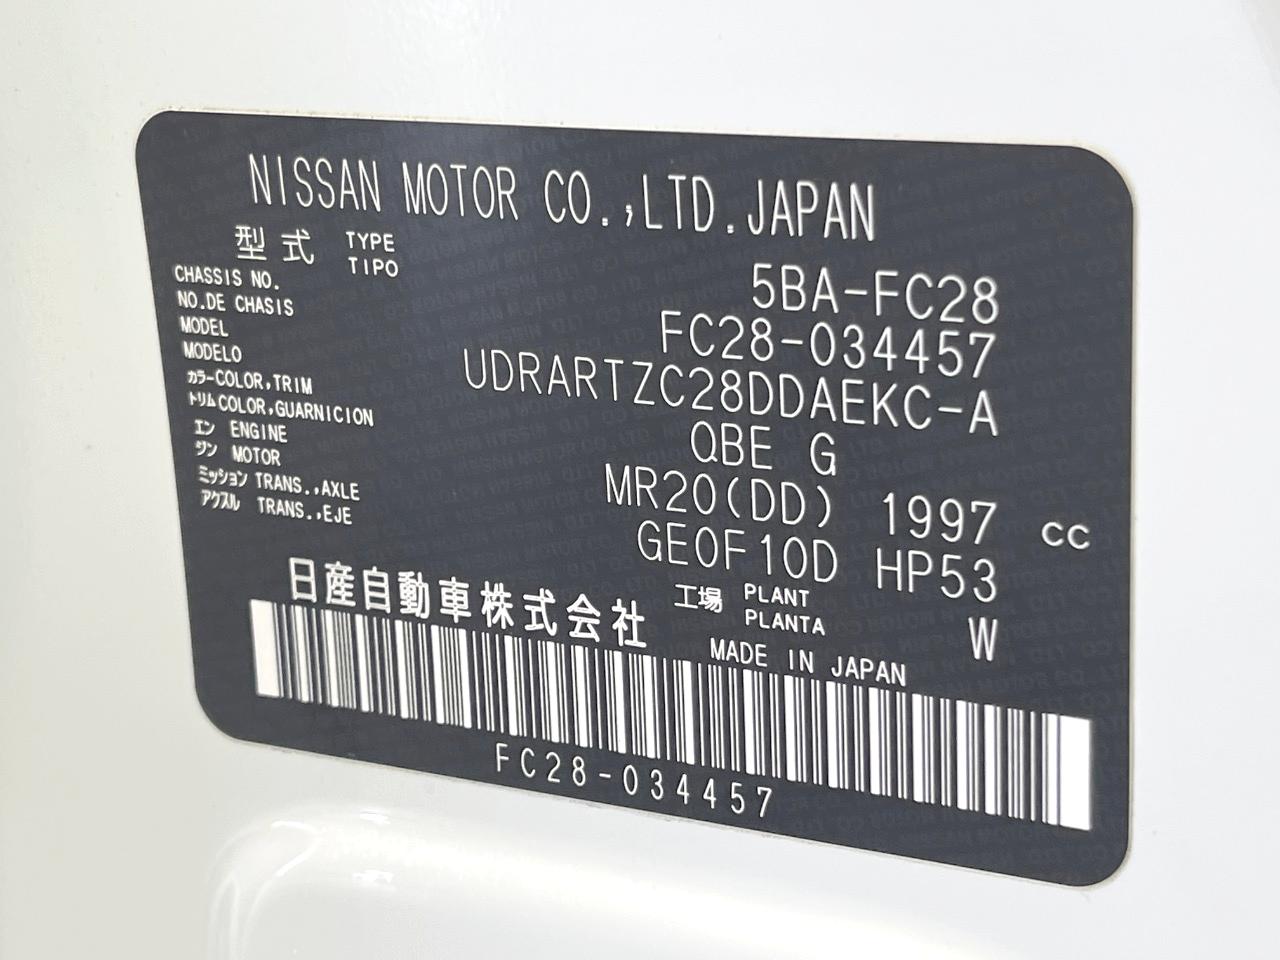 NISSAN MOTOR CO.,LTD.JAPAN
型式 TYPE TIPO
5BA-FC28
CHASSIS NO.
NO.DE CHASIS
FC28-034457
MODEL
MODELO
UDRARTZC28DDAEKC-A
カラーCOLOR,TRIM
トリムCOLOR,GUARNICION
QBE G
エン ENGINE
ジン MOTOR
MR20(DD) 1997 cc
ミッション TRANS.,AXLE
アクスル TRANS.,EJE
GE0F10D HP53
工場 PLANT PLANTA
W
日産自動車株式会社
MADE IN JAPAN
FC28-034457